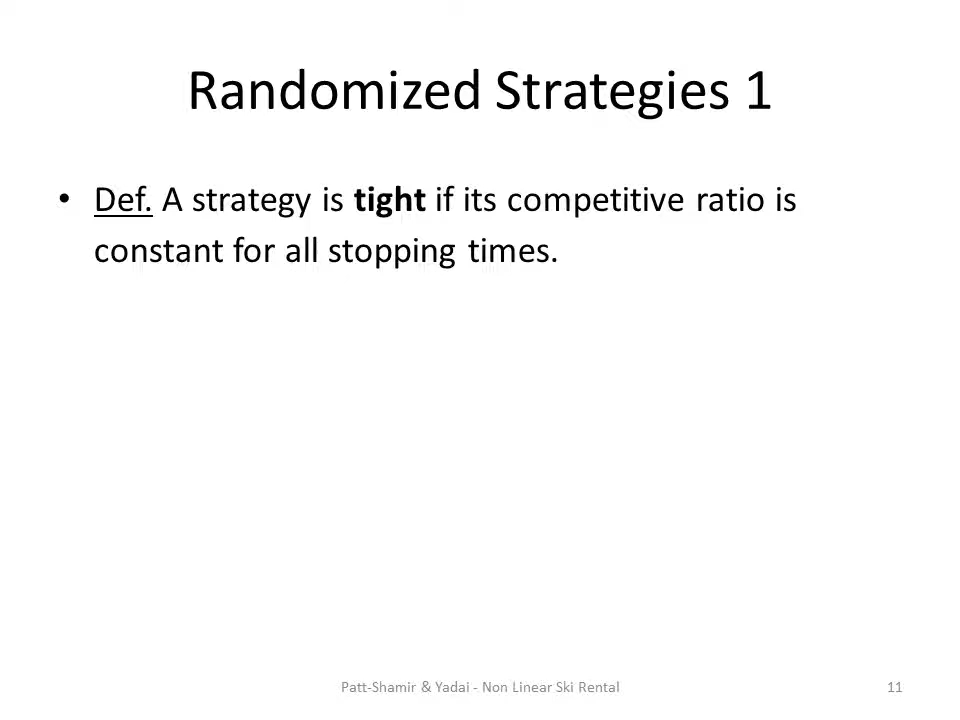 Randomized Strategies 1
• Def. A strategy is tight if its competitive ratio is
constant for all stopping times.
Patt-Shamir & Yadai - Non Linear Ski Rental
11